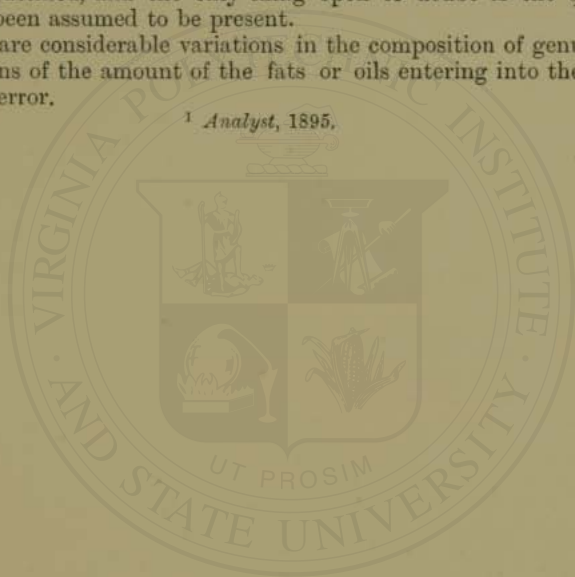 been assumed to be present.
are considerable variations in the composition of genu
ns of the amount of the fats or oils entering into the
error.
1 Analyst, 1895.
VIRGINIA POLYTECHNIC INSTITUTE
AND STATE UNIVERSITY
UT PROSIM